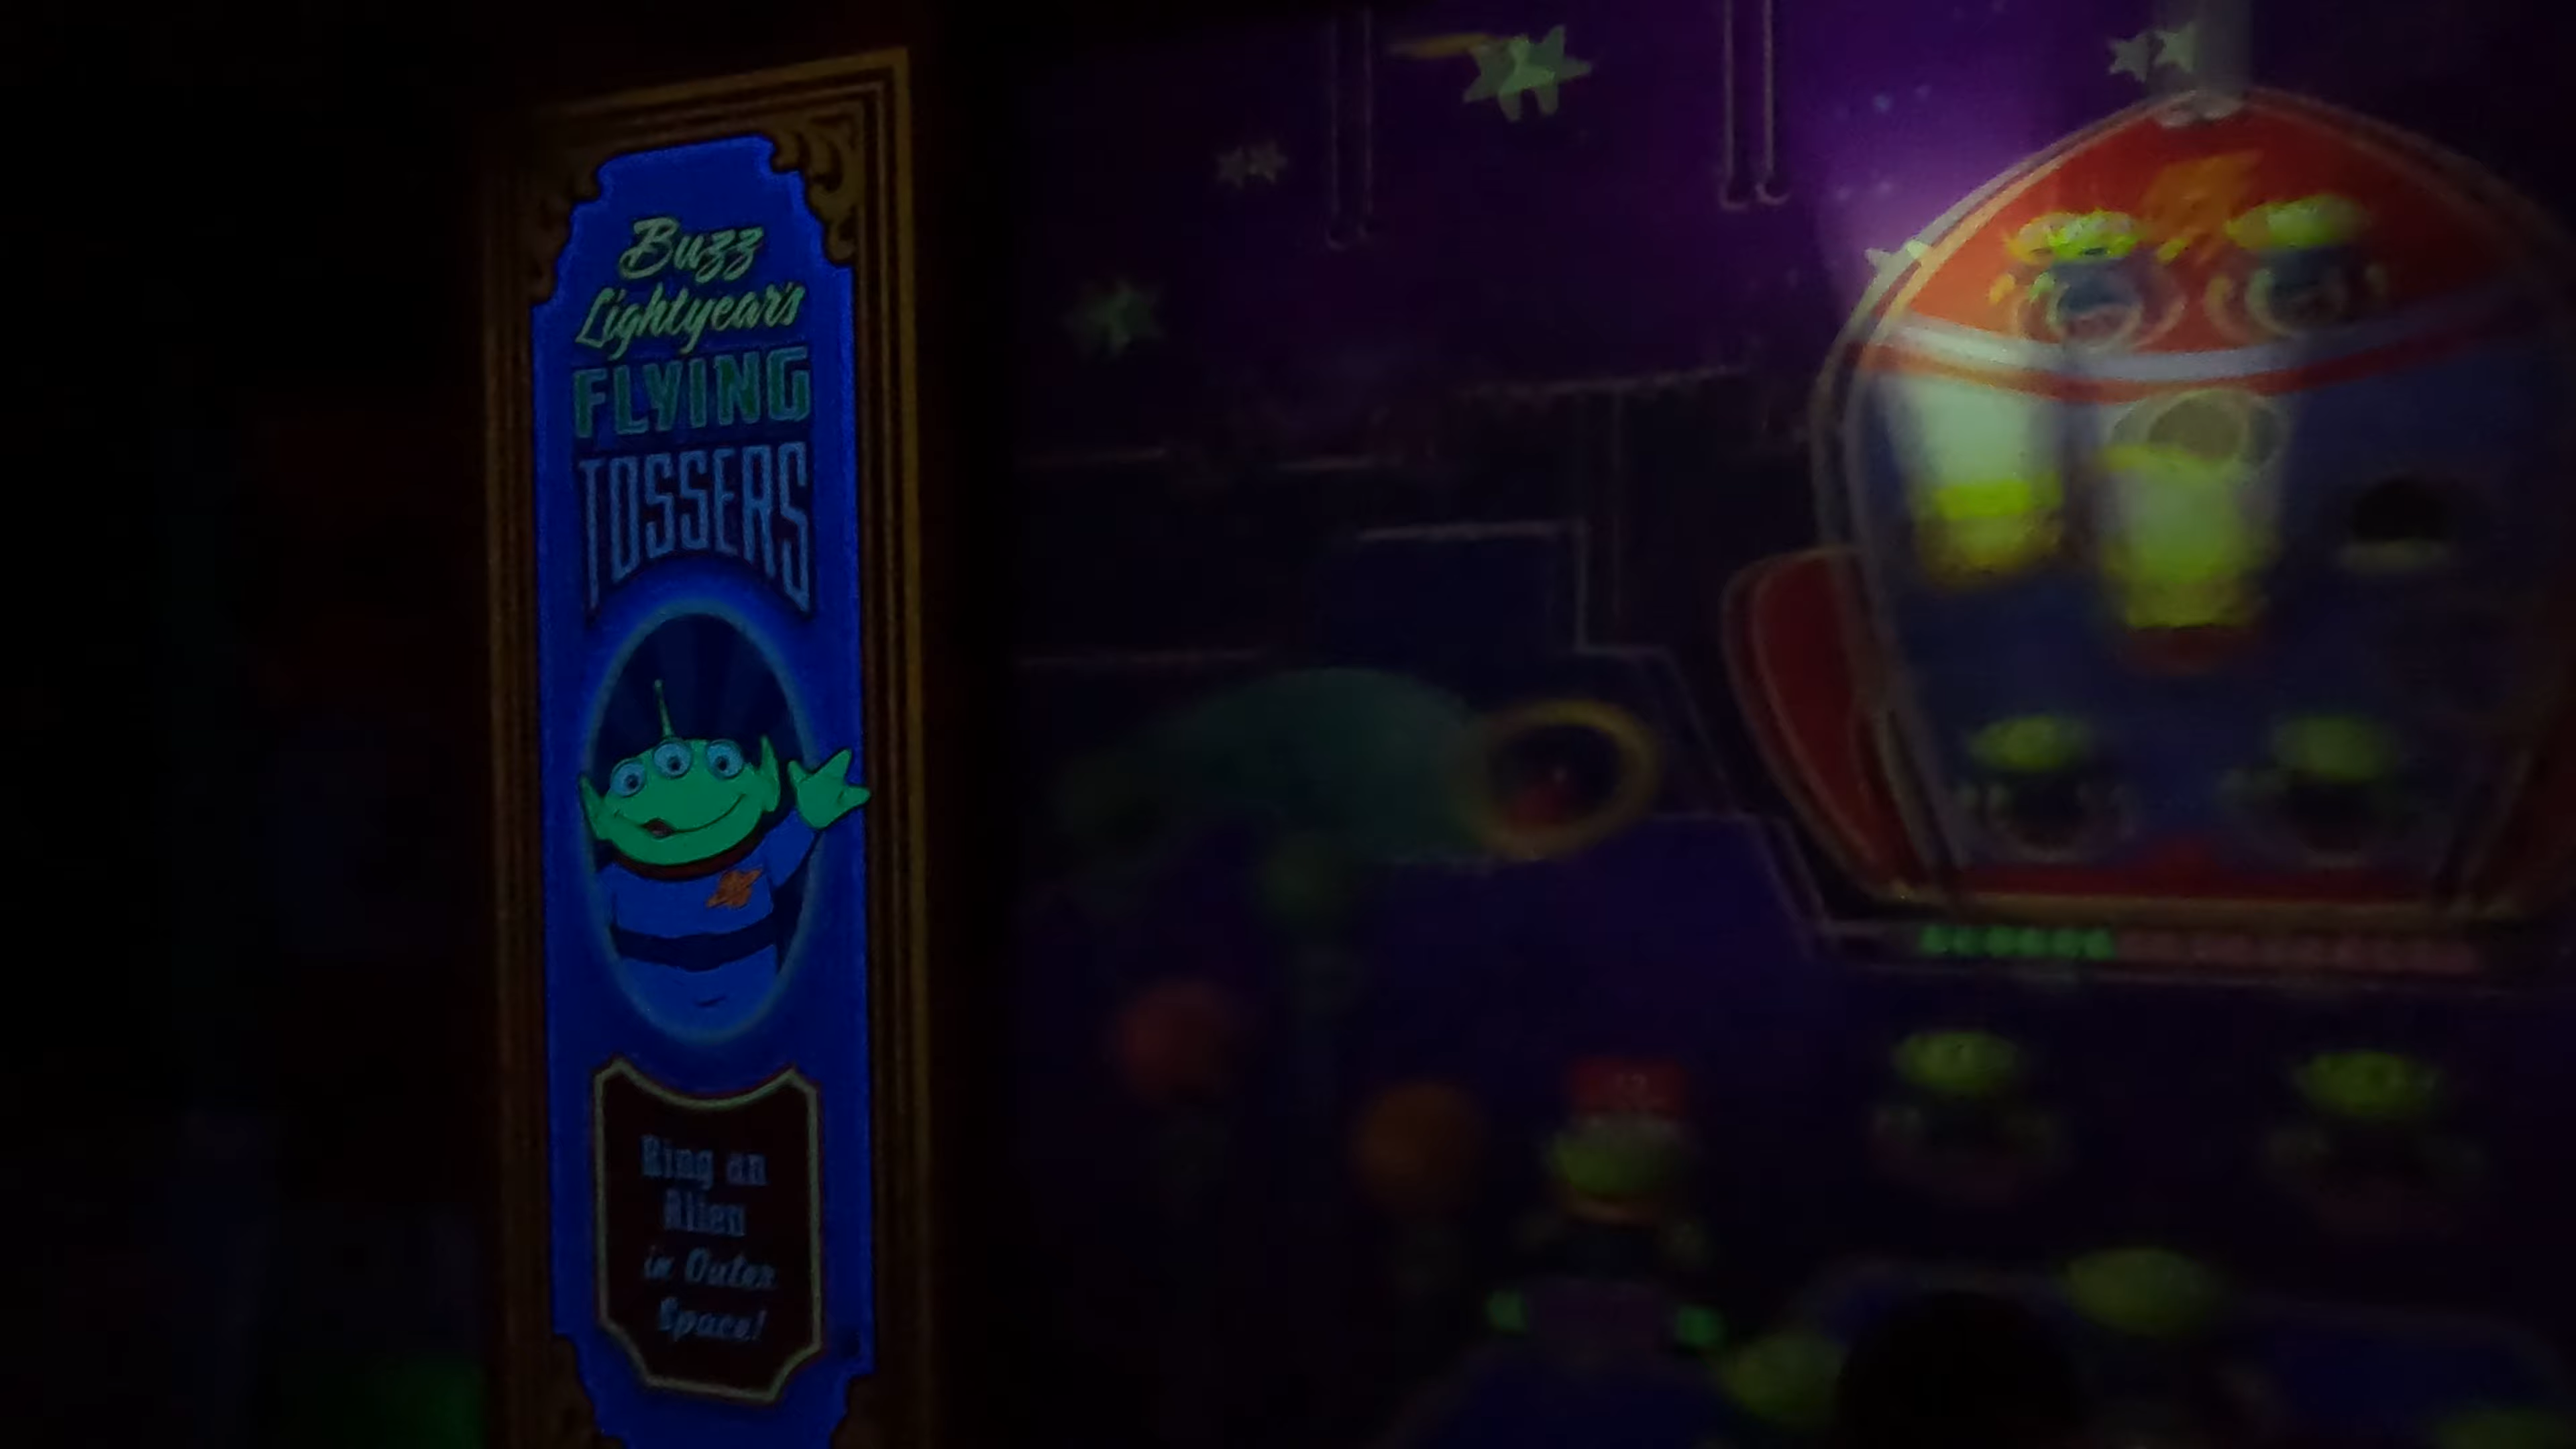 Buzz
Lightyear's
FLYING
TOSSERS
Ring an
Alien
in Outer
Space!